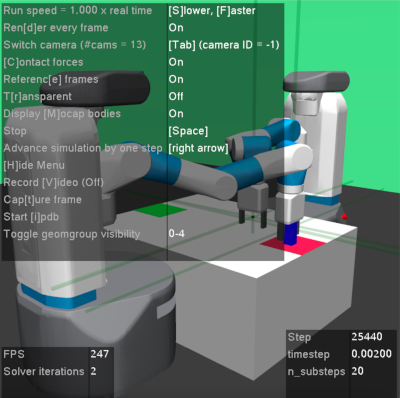 Run speed = 1.000 x real time [S]lower, [F]aster
Ren[d]er every frame On
Switch camera (#cams = 13) [Tab] (camera ID = -1)
[C]ontact forces On
Referenc[e] frames On
T[r]ansparent Off
Display [M]ocap bodies On
Stop [Space]
Advance simulation by one step [right arrow]
[H]ide Menu
Record [V]ideo (Off)
Cap[t]ure frame
Start [i]pdb
Toggle geomgroup visibility 0-4
FPS 247
Solver iterations 2
Step 25440
timestep 0.00200
n_substeps 20